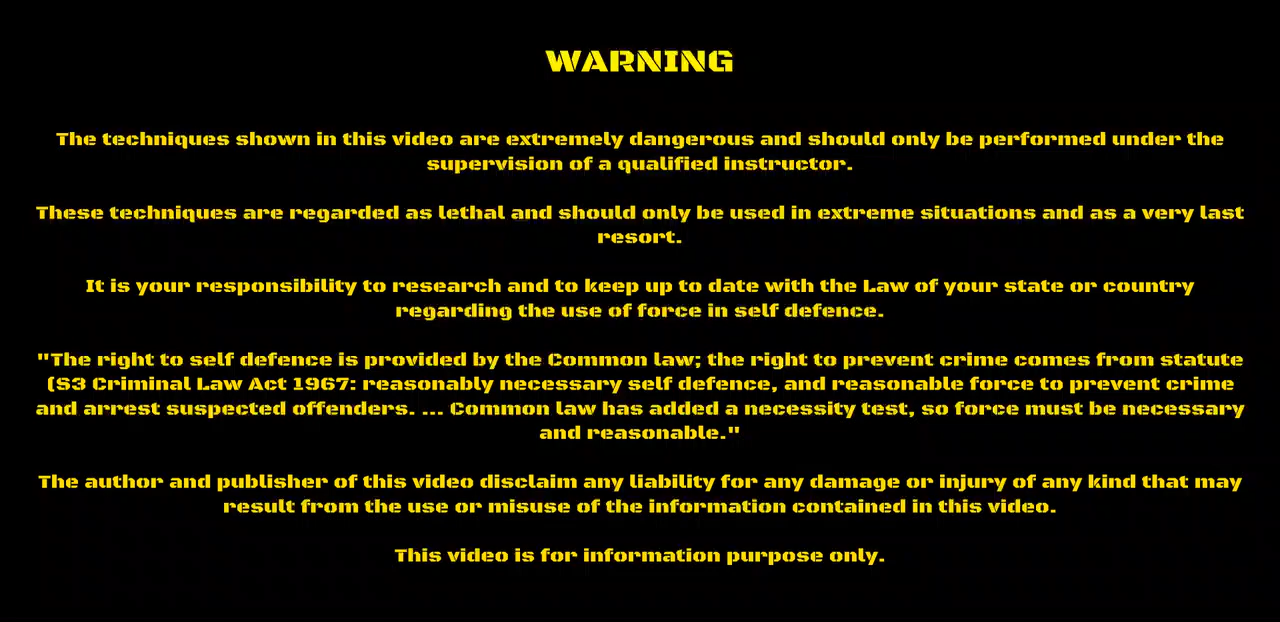 WARNING
The techniques shown in this video are extremely dangerous and should only be performed under the
supervision of a qualified instructor.
These techniques are regarded as lethal and should only be used in extreme situations and as a very last
resort.
It is your responsibility to research and to keep up to date with the Law of your state or country
regarding the use of force in self defence.
"The right to self defence is provided by the Common law; the right to prevent crime comes from statute
(S3 Criminal Law Act 1967: reasonably necessary self defence, and reasonable force to prevent crime
and arrest suspected offenders. ... Common law has added a necessity test, so force must be necessary
and reasonable."
The author and publisher of this video disclaim any liability for any damage or injury of any kind that may
result from the use or misuse of the information contained in this video.
This video is for information purpose only.